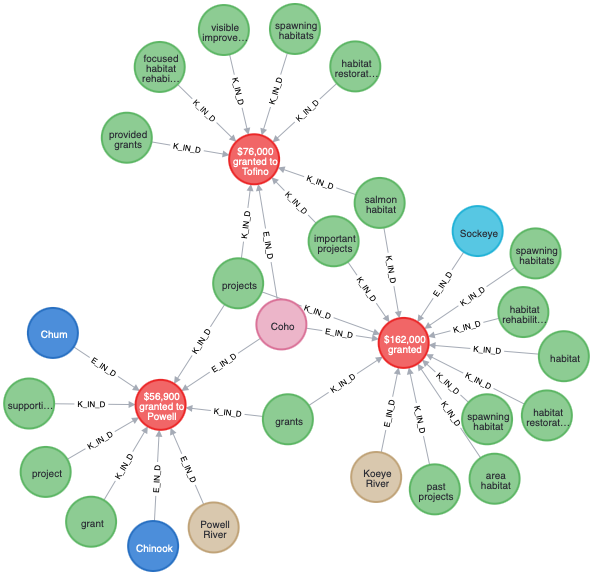 visible
improve...
spawning
habitats
focused
habitat
rehabi...
habitat
restorat...
K_IN_D
K_IN_D
K_IN_D
K_IN_D
provided
grants
K_IN_D
$76,000
granted to
Tofino
K_IN_D
salmon
habitat
K_IN_D
K_IN_D
E_IN_D
important
projects
K_IN_D
Sockeye
spawning
habitats
K_IN_D
E_IN_D
projects
K_IN_D
K_IN_D
habitat
rehabilit...
Coho
K_IN_D
E_IN_D
$162,000
granted
K_IN_D
Chum
K_IN_D
E_IN_D
K_IN_D
habitat
E_IN_D
K_IN_D
K_IN_D
K_IN_D
supporti...
K_IN_D
$56,900
granted to
Powell
K_IN_D
grants
E_IN_D
K_IN_D
K_IN_D
spawning
habitat
habitat
restorat...
K_IN_D
project
K_IN_D
E_IN_D
E_IN_D
Koeye
River
past
projects
area
habitat
grant
Chinook
Powell
River